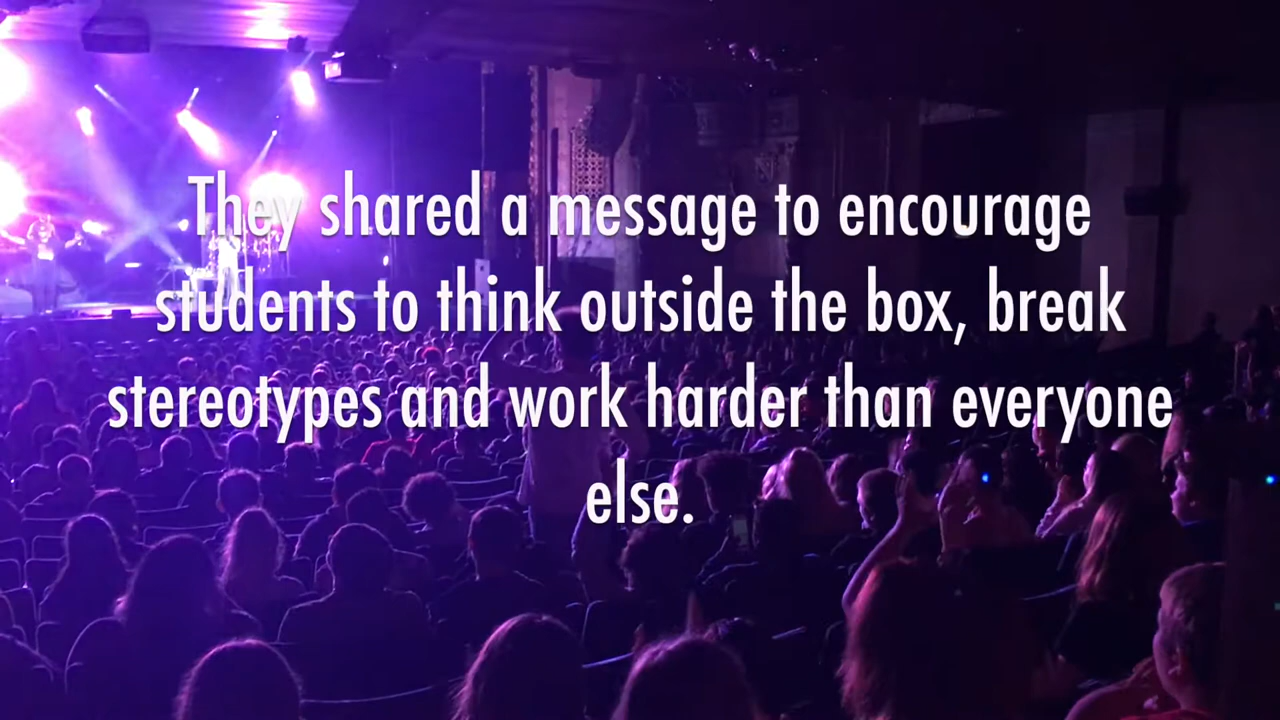 They shared a message to encourage
students to think outside the box, break
stereotypes and work harder than everyone
else.